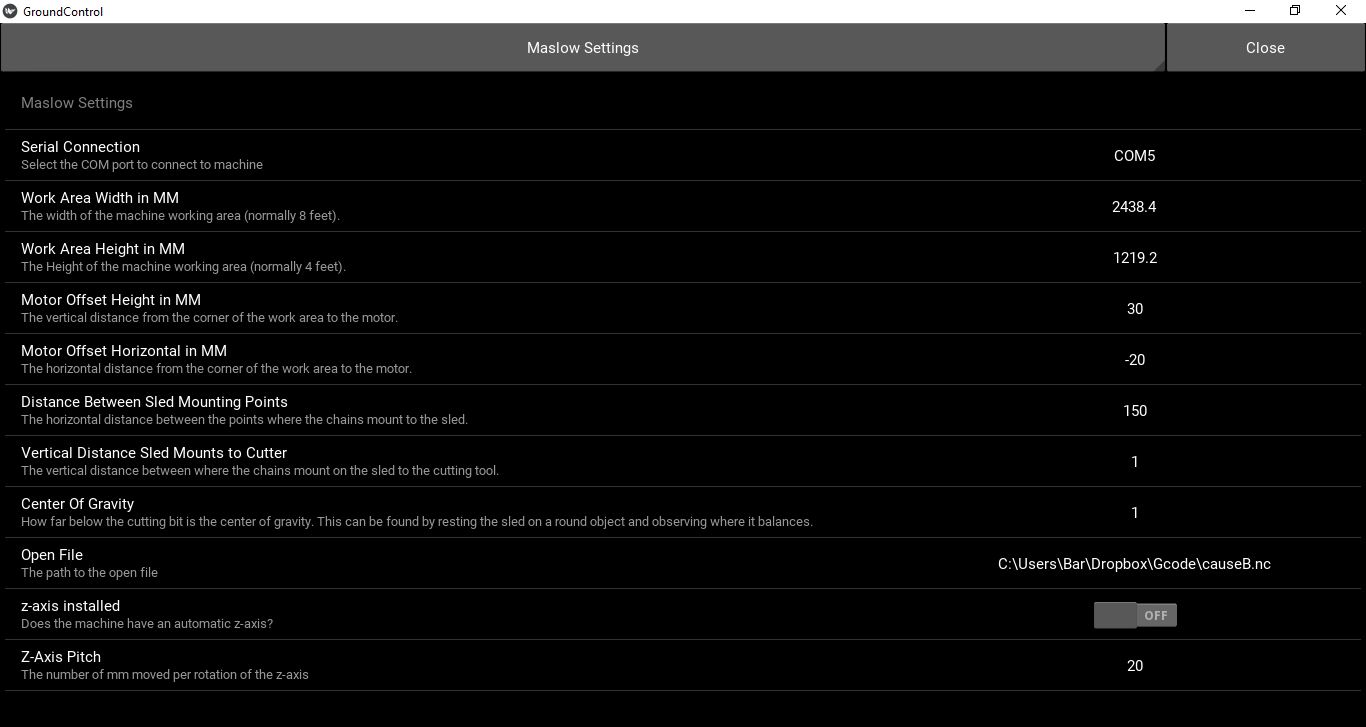 GroundControl
Maslow Settings
Close
Maslow Settings
Serial Connection
Select the COM port to connect to machine
COM5
Work Area Width in MM
The width of the machine working area (normally 8 feet).
2438.4
Work Area Height in MM
The Height of the machine working area (normally 4 feet).
1219.2
Motor Offset Height in MM
The vertical distance from the corner of the work area to the motor.
30
Motor Offset Horizontal in MM
The horizontal distance from the corner of the work area to the motor.
-20
Distance Between Sled Mounting Points
The horizontal distance between the points where the chains mount to the sled.
150
Vertical Distance Sled Mounts to Cutter
The vertical distance between where the chains mount on the sled to the cutting tool.
1
Center Of Gravity
How far below the cutting bit is the center of gravity. This can be found by resting the sled on a round object and observing where it balances.
1
Open File
The path to the open file
C:\Users\Bar\Dropbox\Gcode\causeB.nc
z-axis installed
Does the machine have an automatic z-axis?
OFF
Z-Axis Pitch
The number of mm moved per rotation of the z-axis
20